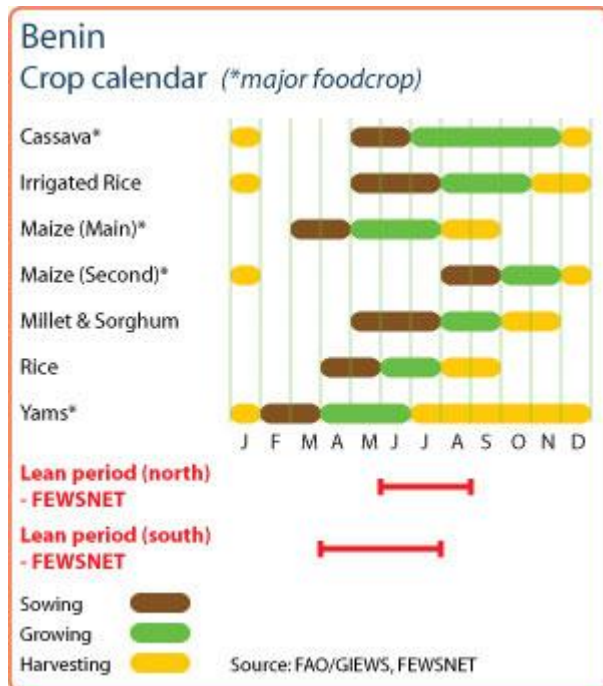 Benin
Crop calendar (*major foodcrop)
Cassava*
Irrigated Rice
Maize (Main)*
Maize (Second)*
Millet & Sorghum
Rice
Yams*
J F M A M J J A S O N D
Lean period (north)
- FEWSNET
Lean period (south)
- FEWSNET
Sowing
Growing
Harvesting Source: FAO/GIEWS, FEWSNET